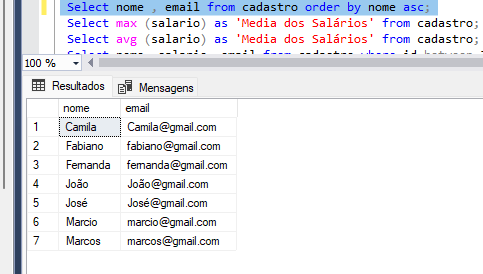 Select nome , email from cadastro order by nome asc;
Select max (salario) as 'Media dos Salários' from cadastro;
Select avg (salario) as 'Media dos Salários' from cadastro;
100 %
Resultados Mensagens
nome email
1 Camila Camila@gmail.com
2 Fabiano fabiano@gmail.com
3 Fernanda fernanda@gmail.com
4 João João@gmail.com
5 José José@gmail.com
6 Marcio marcio@gmail.com
7 Marcos marcos@gmail.com